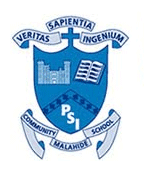 SAPIENTIA
VERITAS INGENIUM
PSI
COMMUNITY SCHOOL
MALAHIDE